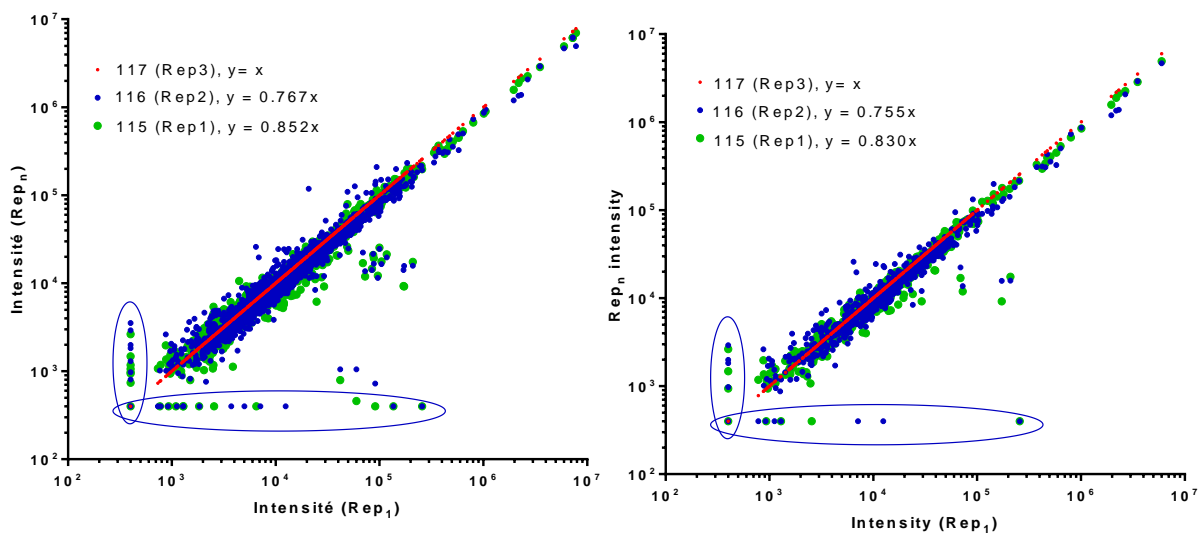 10^7
10^6
10^5
10^4
10^3
10^2
Intensité (Rep_n)
117 (Rep3), y= x
116 (Rep2), y = 0.767x
115 (Rep1), y = 0.852x
10^2 10^3 10^4 10^5 10^6 10^7
Intensité (Rep_1)
10^7
10^6
10^5
10^4
10^3
10^2
Rep_n intensity
117 (Rep3), y= x
116 (Rep2), y = 0.755x
115 (Rep1), y = 0.830x
10^2 10^3 10^4 10^5 10^6 10^7
Intensity (Rep_1)